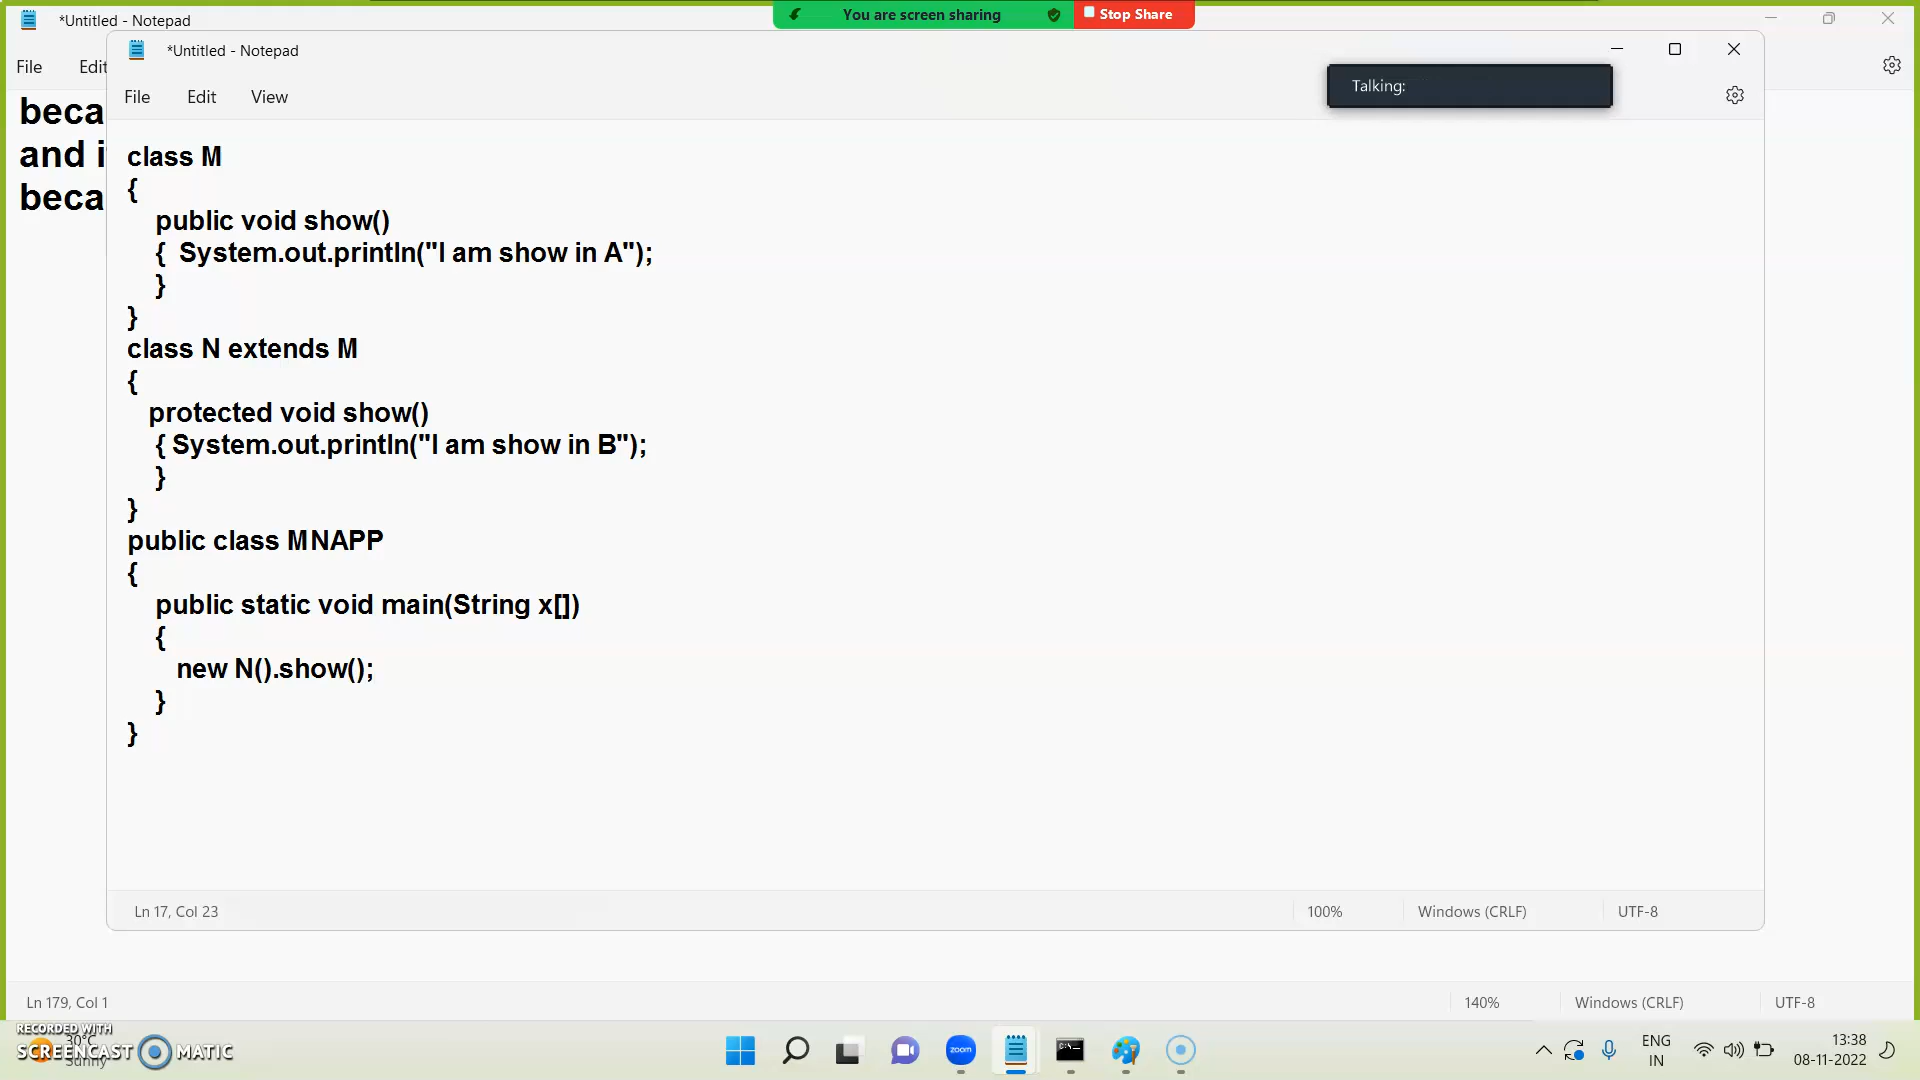 *Untitled - Notepad
You are screen sharing
Stop Share
File Edit
beca
and i
beca
*Untitled - Notepad
Talking:
File Edit View
class M
{
public void show()
{ System.out.println("I am show in A");
}
}
class N extends M
{
protected void show()
{ System.out.println("I am show in B");
}
}
public class MNAPP
{
public static void main(String x[])
{
new N().show();
}
}
Ln 17, Col 23
100%
Windows (CRLF)
UTF-8
Ln 179, Col 1
140%
Windows (CRLF)
UTF-8
RECORDED WITH
SCREENCAST MATIC
30°C
Sunny
zoom
ENG
IN
13:38
08-11-2022